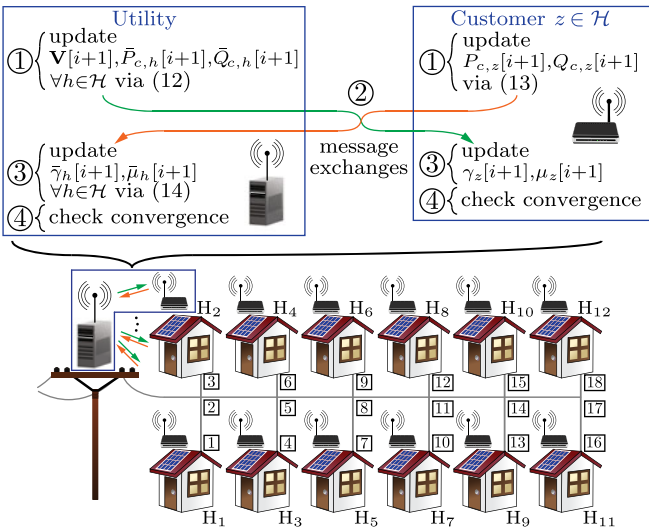 Utility
① update
V[i+1],P̄c,h[i+1],Q̄c,h[i+1]
∀h∈ℋ via (12)
Customer z ∈ ℋ
① update
Pc,z[i+1],Qc,z[i+1]
via (13)
②
message
exchanges
③ update
γ̄h[i+1],μ̄h[i+1]
∀h∈ℋ via (14)
④ check convergence
③ update
γz[i+1],μz[i+1]
④ check convergence
H2 H4 H6 H8 H10 H12
3 6 9 12 15 18
2 5 8 11 14 17
1 4 7 10 13 16
H1 H3 H5 H7 H9 H11